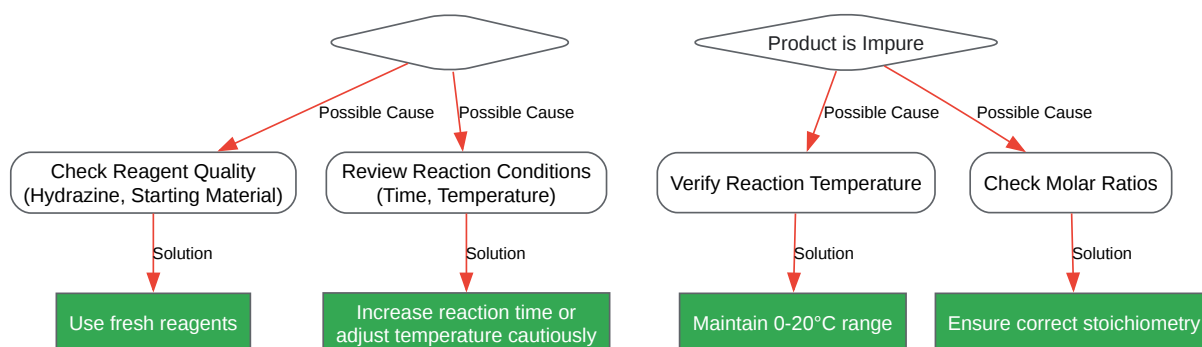 Product is Impure
Possible Cause
Possible Cause
Possible Cause
Possible Cause
Check Reagent Quality
(Hydrazine, Starting Material)
Review Reaction Conditions
(Time, Temperature)
Verify Reaction Temperature
Check Molar Ratios
Solution
Solution
Solution
Solution
Use fresh reagents
Increase reaction time or
adjust temperature cautiously
Maintain 0-20°C range
Ensure correct stoichiometry